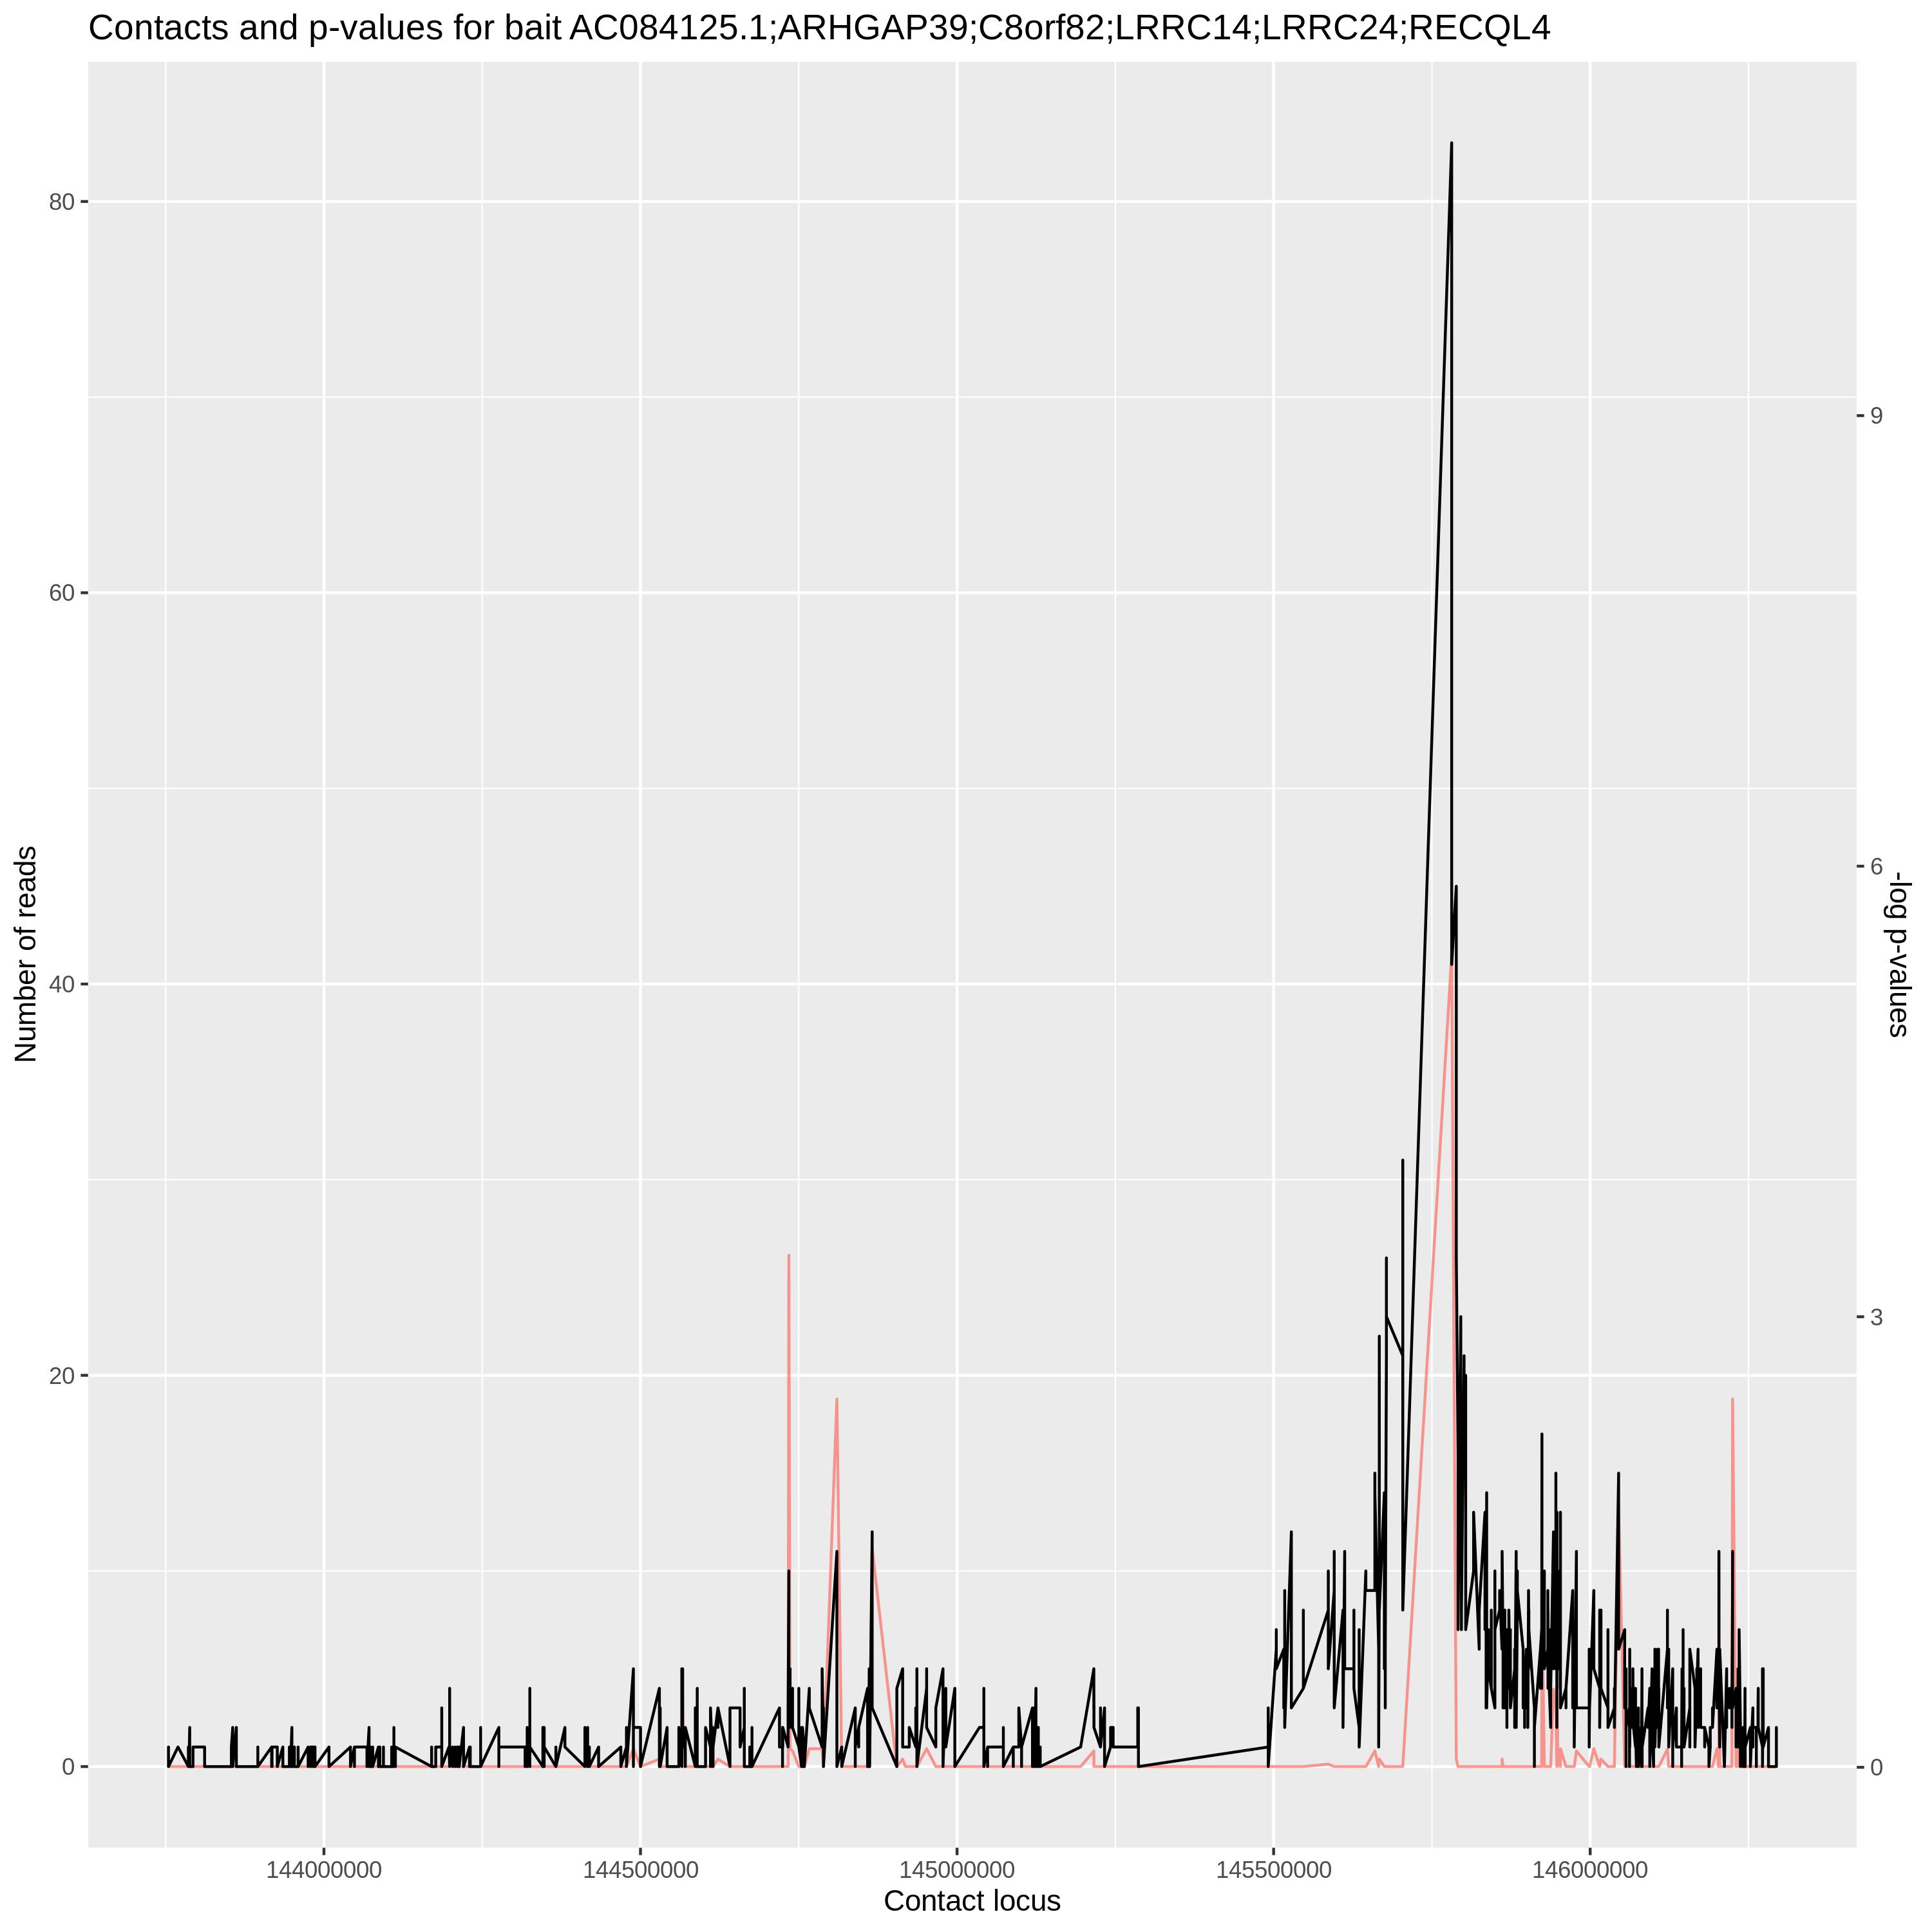 Contacts and p-values for bait AC084125.1;ARHGAP39;C8orf82;LRRC14;LRRC24;RECQL4
80
60
40
20
0
Number of reads
9
6
3
0
-log p-values
144000000 144500000 145000000 145500000 146000000
Contact locus